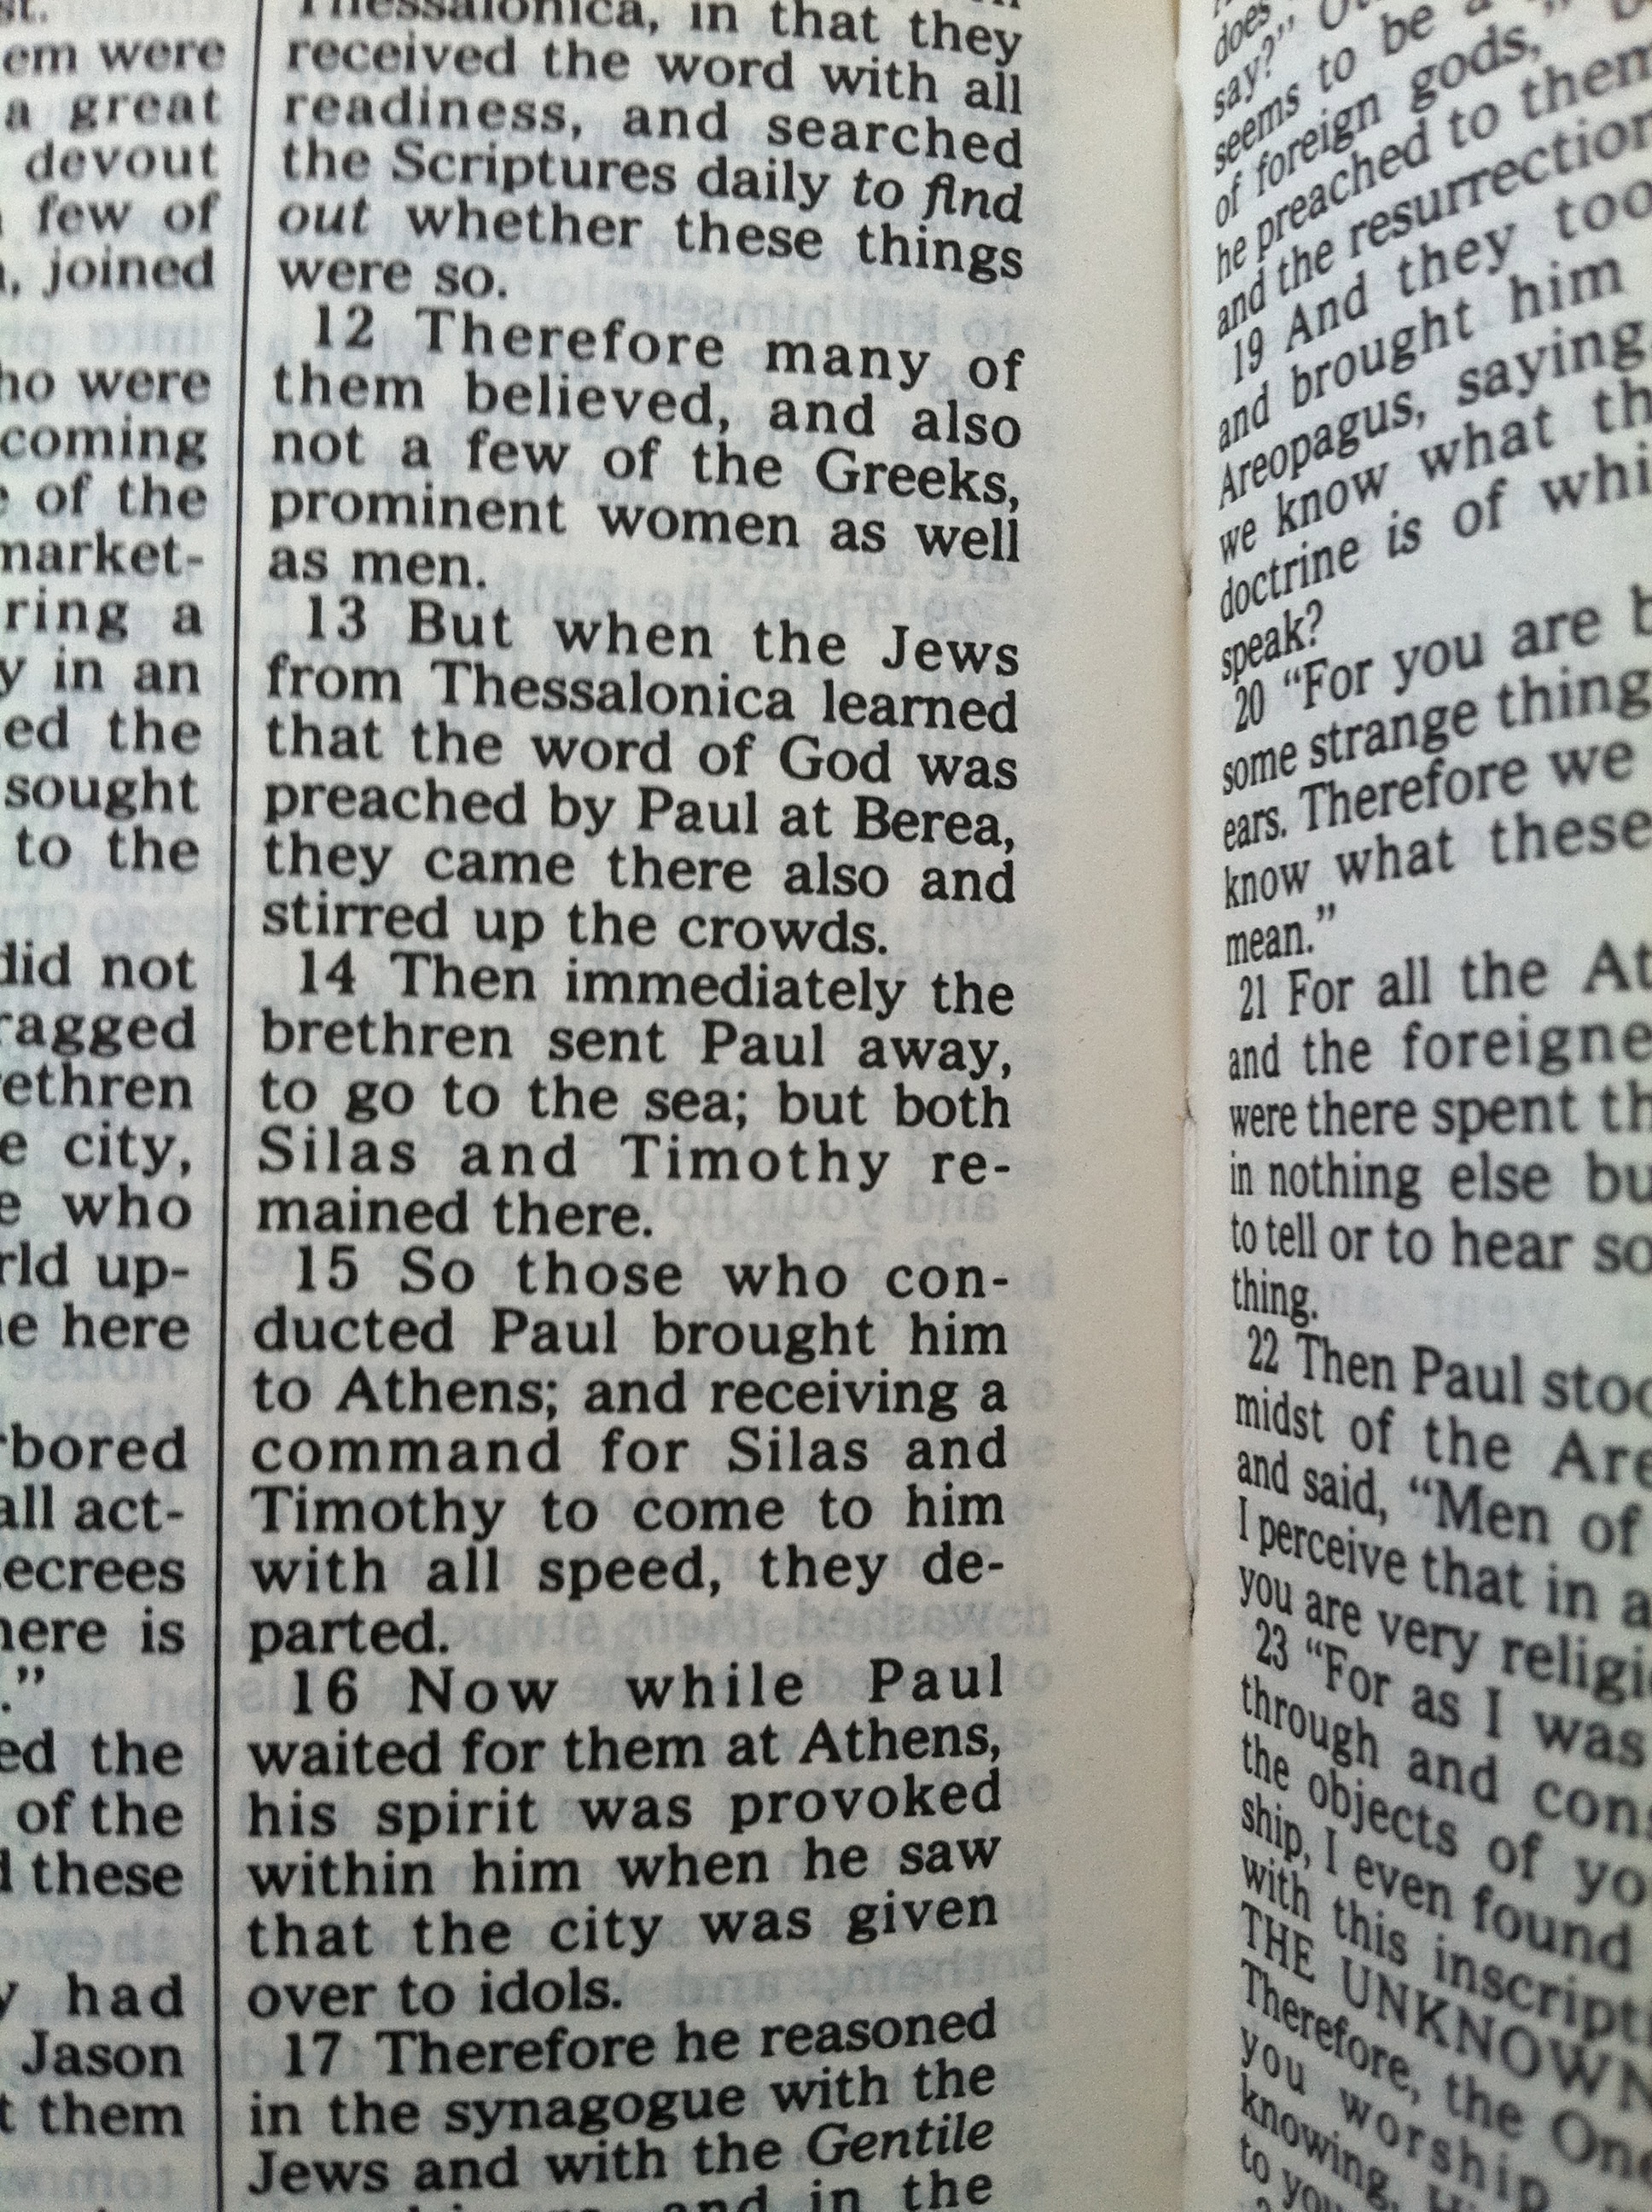 st.
em were
a great
devout
few of
, joined
ho were
coming
of the
market-
ring a
y in an
ed the
sought
to the
did not
ragged
ethren
e city,
e who
rld up-
e here
rbored
all act-
ecrees
here is
.”
ed the
of the
d these
y had
Jason
t them
Thessalonica, in that they
received the word with all
readiness, and searched
the Scriptures daily to find
out whether these things
were so.
12 Therefore many of
them believed, and also
not a few of the Greeks,
prominent women as well
as men.
13 But when the Jews
from Thessalonica learned
that the word of God was
preached by Paul at Berea,
they came there also and
stirred up the crowds.
14 Then immediately the
brethren sent Paul away,
to go to the sea; but both
Silas and Timothy re-
mained there.
15 So those who con-
ducted Paul brought him
to Athens; and receiving a
command for Silas and
Timothy to come to him
with all speed, they de-
parted.
16 Now while Paul
waited for them at Athens,
his spirit was provoked
within him when he saw
that the city was given
over to idols.
17 Therefore he reasoned
in the synagogue with the
Jews and with the Gentile
and in the
does
say?”
seems to be a
of foreign gods,”
he preached to them
and the resurrection
19 And they too
and brought him
Areopagus, saying,
we know what th
doctrine is of whi
speak?
20 “For you are b
some strange thing
ears. Therefore we
know what these
mean.”
21 For all the At
and the foreigne
were there spent th
in nothing else bu
to tell or to hear so
thing.
22 Then Paul stoo
midst of the Are
and said, “Men of
I perceive that in a
you are very religi
23 “For as I was
through and con
the objects of yo
ship, I even found
with this inscript
THE UNKNOWN
Therefore, the One
you worship
knowing,
to you